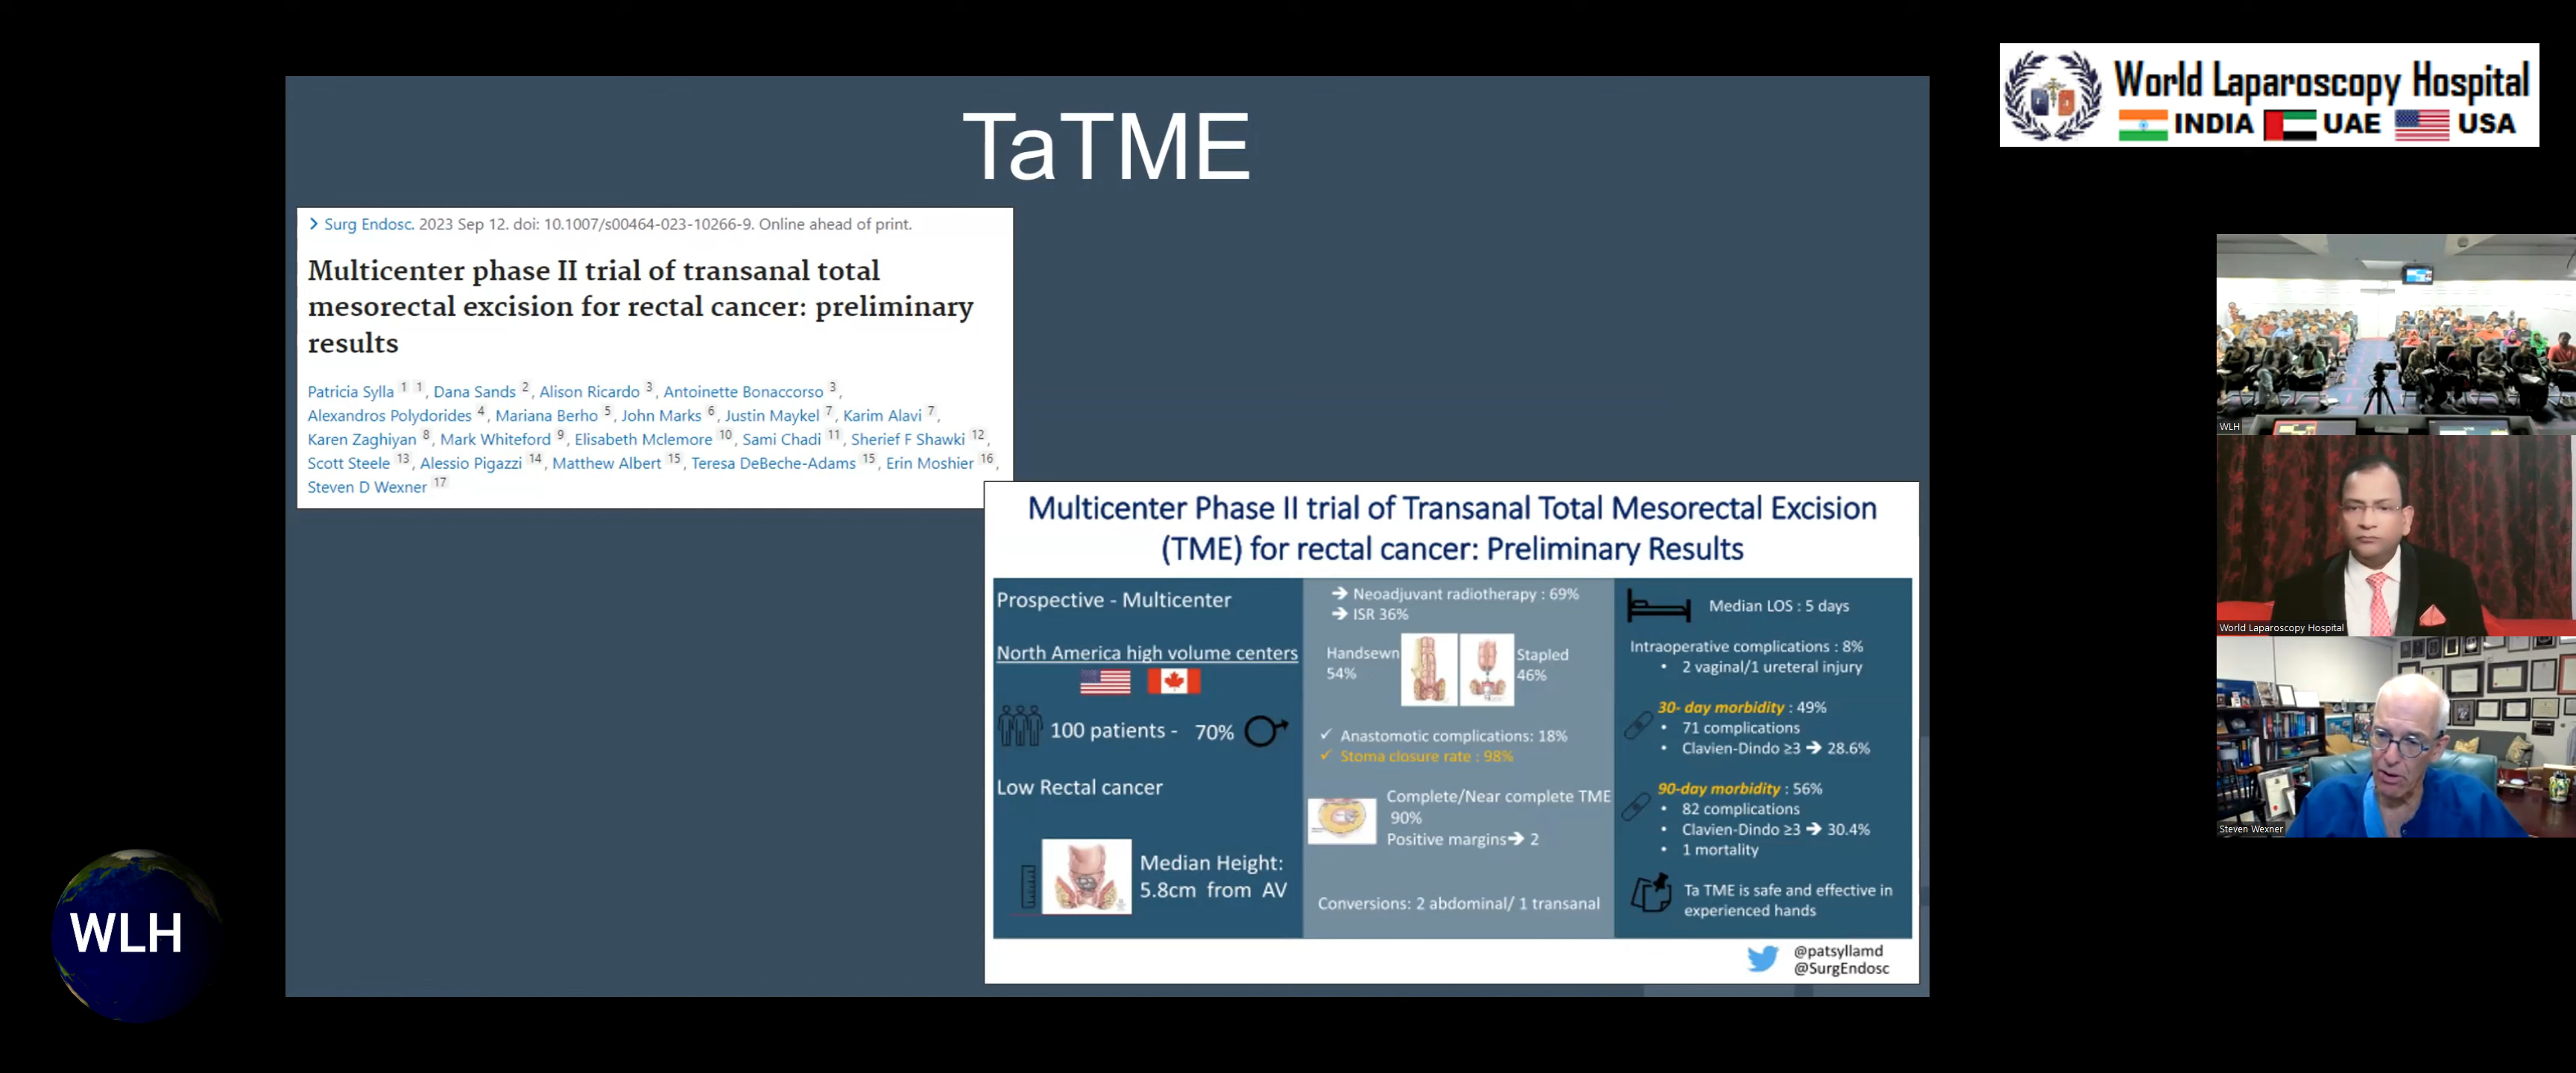 TaTME
World Laparoscopy Hospital
INDIA UAE USA
> Surg Endosc. 2023 Sep 12. doi: 10.1007/s00464-023-10266-9. Online ahead of print.
Multicenter phase II trial of transanal total
mesorectal excision for rectal cancer: preliminary
results
Patricia Sylla 1 1, Dana Sands 2, Alison Ricardo 3, Antoinette Bonaccorso 3,
Alexandros Polydorides 4, Mariana Berho 5, John Marks 6, Justin Maykel 7, Karim Alavi 7,
Karen Zaghiyan 8, Mark Whiteford 9, Elisabeth Mclemore 10, Sami Chadi 11, Sherief F Shawki 12,
Scott Steele 13, Alessio Pigazzi 14, Matthew Albert 15, Teresa DeBeche-Adams 15, Erin Moshier 16,
Steven D Wexner 17
Multicenter Phase II trial of Transanal Total Mesorectal Excision
(TME) for rectal cancer: Preliminary Results
Prospective - Multicenter
North America high volume centers
100 patients - 70%
Low Rectal cancer
Median Height:
5.8cm from AV
→ Neoadjuvant radiotherapy : 69%
→ ISR 36%
Handsewn
54%
Stapled
46%
✓ Anastomotic complications: 18%
✓ Stoma closure rate : 98%
Complete/Near complete TME
90%
Positive margins→ 2
Conversions: 2 abdominal/ 1 transanal
Median LOS : 5 days
Intraoperative complications : 8%
• 2 vaginal/1 ureteral injury
30- day morbidity : 49%
• 71 complications
• Clavien-Dindo ≥3 → 28.6%
90-day morbidity : 56%
• 82 complications
• Clavien-Dindo ≥3 → 30.4%
• 1 mortality
Ta TME is safe and effective in
experienced hands
@patsyllamd
@SurgEndosc
WLH
WLH
World Laparoscopy Hospital
Steven Wexner